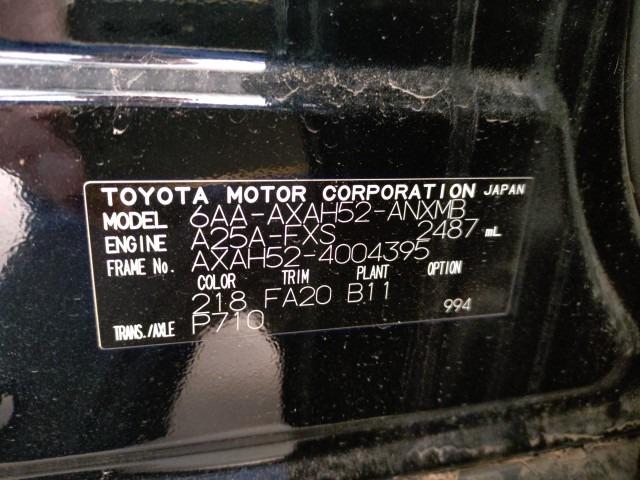 TOYOTA MOTOR CORPORATION JAPAN
MODEL 6AA-AXAH52-ANXMB
ENGINE A25A-FXS 2487 mL
FRAME No. AXAH52-4004395
COLOR TRIM PLANT OPTION
218 FA20 B11 994
TRANS./AXLE P710